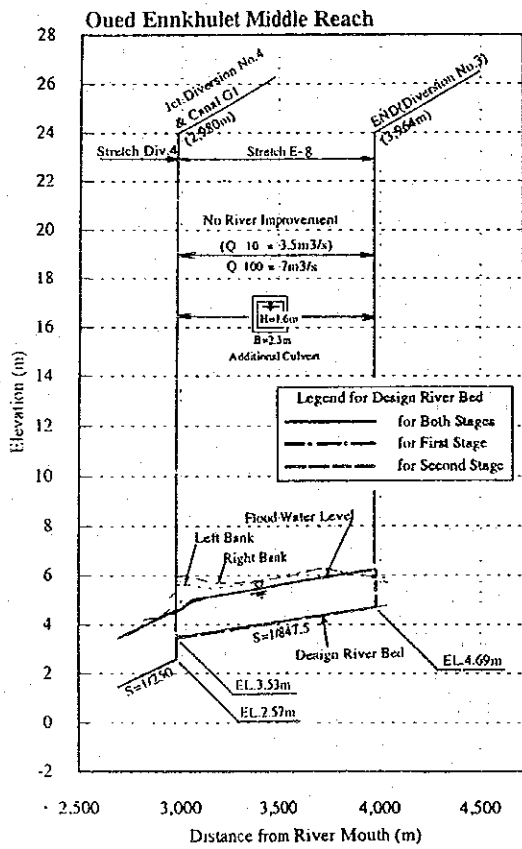 Oued Ennkhulet Middle Reach
28
26
24
22
20
18
16
14
12
10
8
6
4
2
0
-2
Elevation (m)
Jct. Diversion No.4
& Canal G1
(2,980m)
END(Diversion No.3)
(3,964m)
Stretch Div.4
Stretch E-8
No River Improvement
(Q 10 = 3.5m3/s)
Q 100 = 7m3/s
H=1.6m
B=2.3m
Additional Culvert
Legend for Design River Bed
for Both Stages
for First Stage
for Second Stage
Flood Water Level
Left Bank
Right Bank
S=1/847.5
Design River Bed
S=1/250
EL.4.69m
EL.3.53m
EL.2.57m
2,500
3,000
3,500
4,000
4,500
Distance from River Mouth (m)